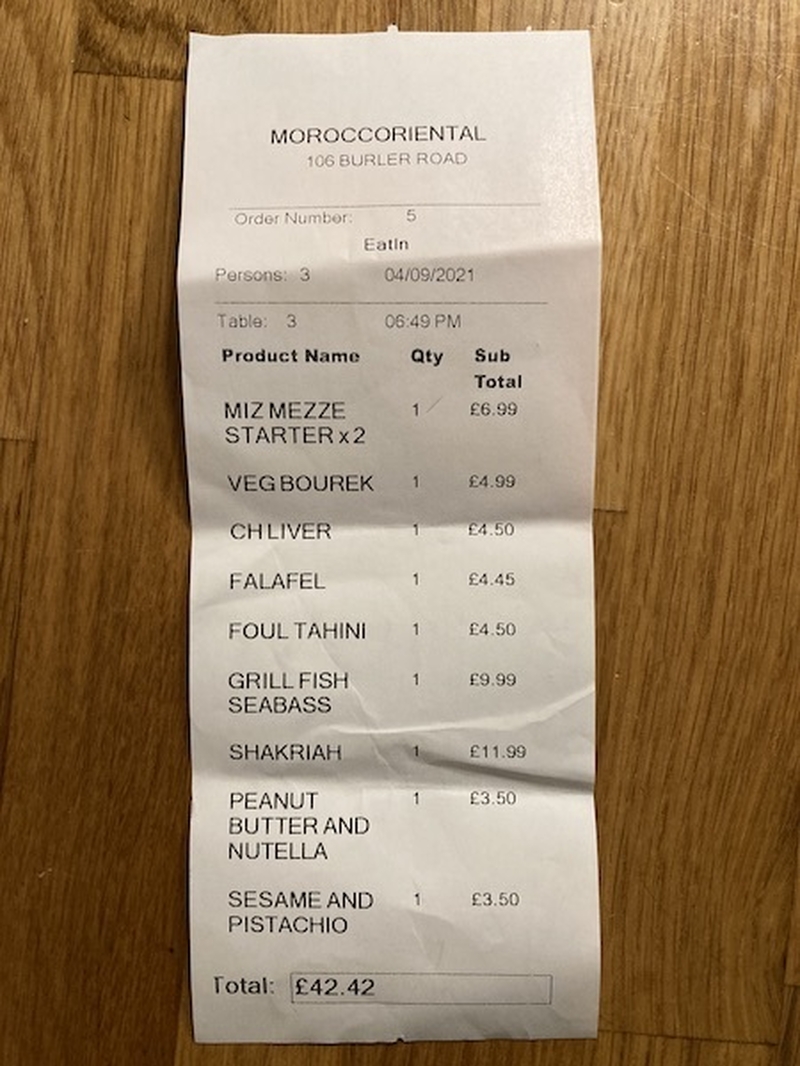 MOROCCORIENTAL
106 BURLER ROAD
Order Number: 5
EatIn
Persons: 3 04/09/2021
Table: 3 06:49 PM
Product Name Qty Sub
Total
MIZ MEZZE 1 £6.99
STARTER x 2
VEG BOUREK 1 £4.99
CH LIVER 1 £4.50
FALAFEL 1 £4.45
FOUL TAHINI 1 £4.50
GRILL FISH 1 £9.99
SEABASS
SHAKRIAH 1 £11.99
PEANUT 1 £3.50
BUTTER AND
NUTELLA
SESAME AND 1 £3.50
PISTACHIO
Total: £42.42